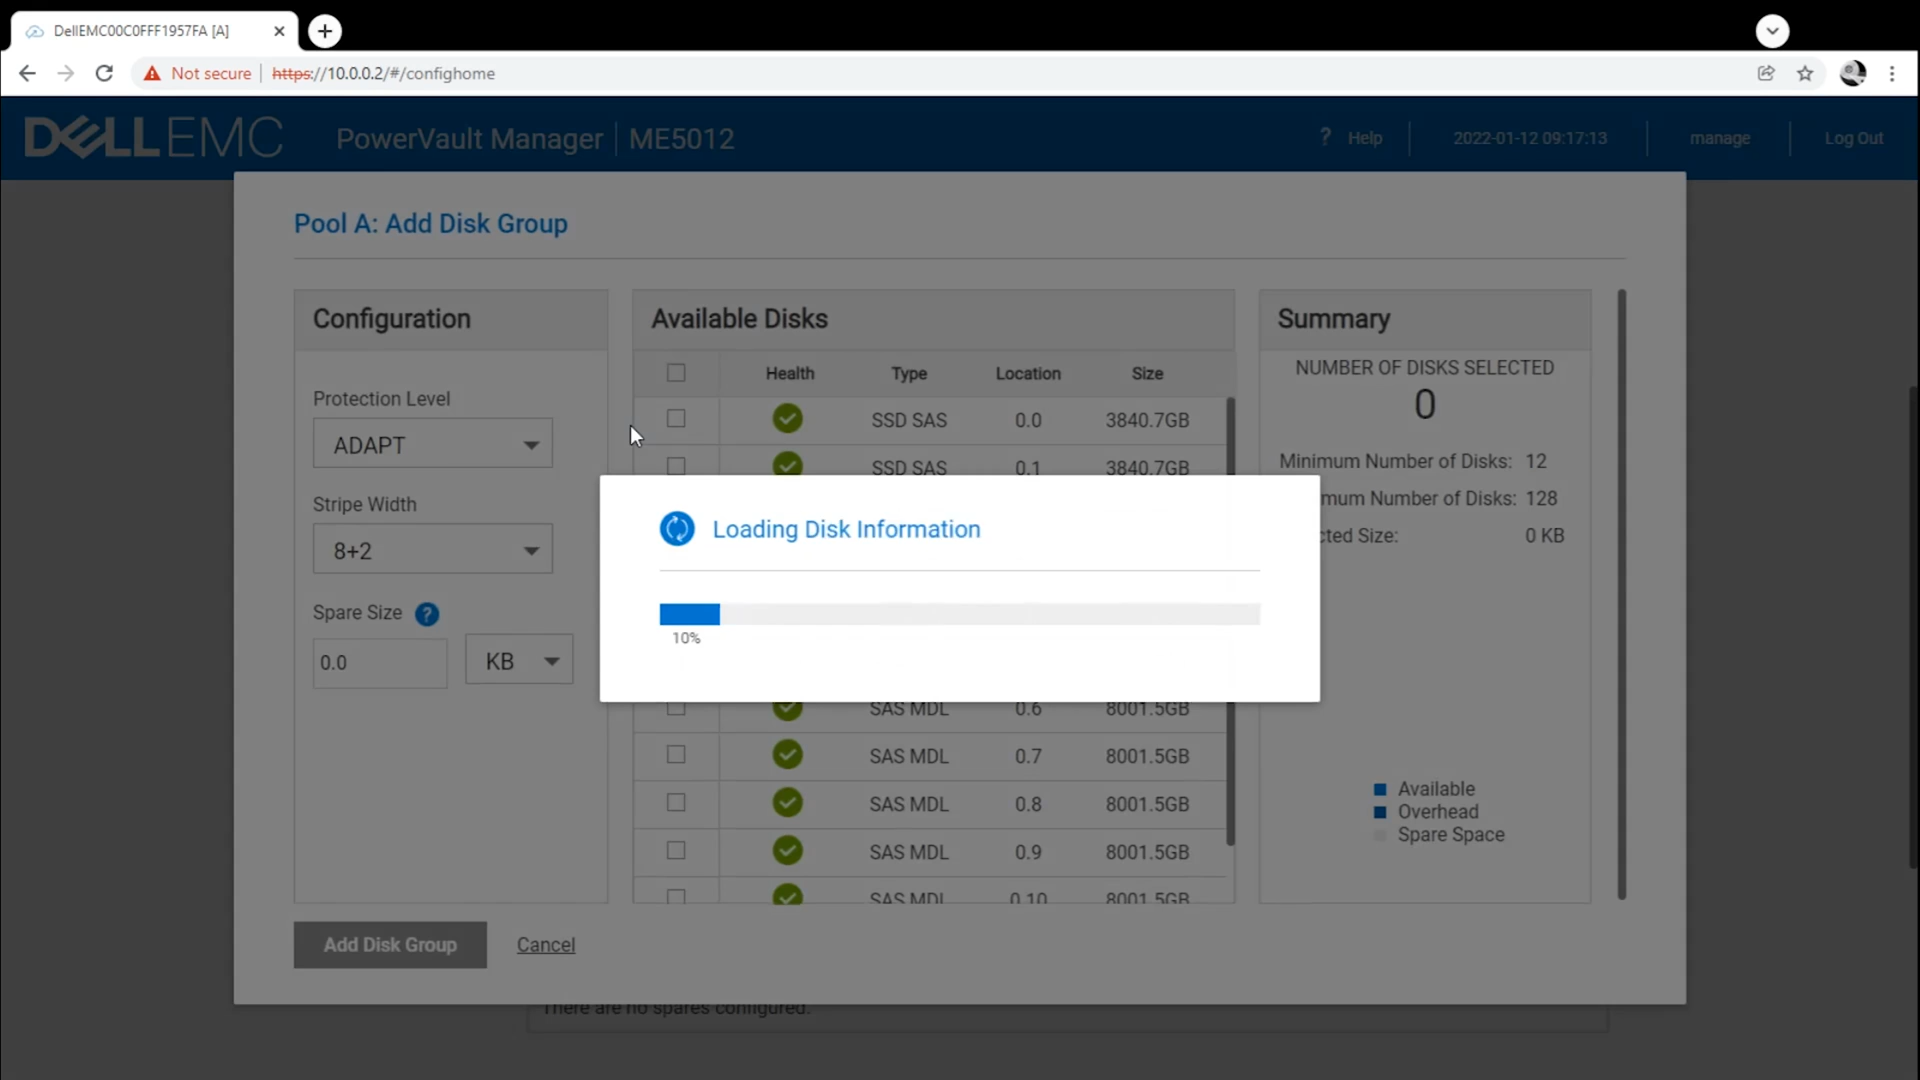 DellEMC00C0FFF1957FA [A]
Not secure
https://10.0.0.2/#/confighome
DELLEMC
PowerVault Manager
ME5012
? Help
2022-01-12 09:17:13
manage
Log Out
Pool A: Add Disk Group
Configuration
Protection Level
ADAPT
Stripe Width
8+2
Spare Size ?
0.0
KB
Available Disks
Health Type Location Size
SSD SAS 0.0 3840.7GB
SSD SAS 0.1 3840.7GB
Loading Disk Information
10%
SAS MDL 0.6 8001.5GB
SAS MDL 0.7 8001.5GB
SAS MDL 0.8 8001.5GB
SAS MDL 0.9 8001.5GB
SAS MDL 0.10 8001.5GB
Summary
NUMBER OF DISKS SELECTED
0
Minimum Number of Disks: 12
mum Number of Disks: 128
cted Size: 0 KB
Available
Overhead
Spare Space
Add Disk Group
Cancel
There are no spares configured.